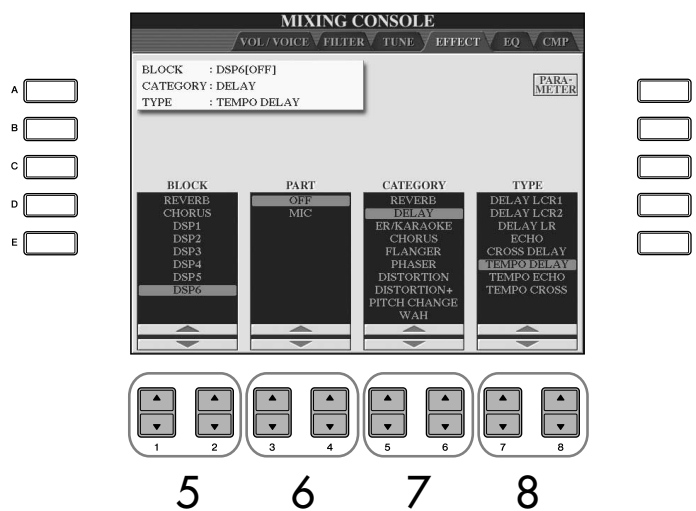 MIXING CONSOLE
VOL/VOICE FILTER TUNE EFFECT EQ CMP
BLOCK : DSP6[OFF]
CATEGORY : DELAY
TYPE : TEMPO DELAY
PARA-
METER
A
B
C
D
E
BLOCK
REVERB
CHORUS
DSP1
DSP2
DSP3
DSP4
DSP5
DSP6
PART
OFF
MIC
CATEGORY
REVERB
DELAY
ER/KARAOKE
CHORUS
FLANGER
PHASER
DISTORTION
DISTORTION+
PITCH CHANGE
WAH
TYPE
DELAY LCR1
DELAY LCR2
DELAY LR
ECHO
CROSS DELAY
TEMPO DELAY
TEMPO ECHO
TEMPO CROSS
1 2 3 4 5 6 7 8
5 6 7 8